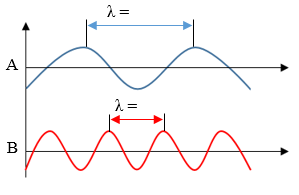 λ =
A
λ =
B